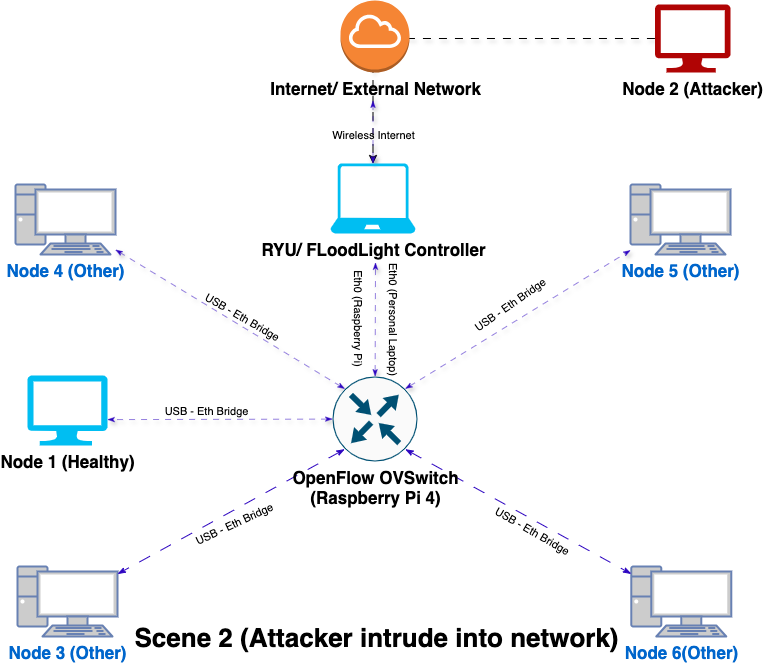 Internet/ External Network
Node 2 (Attacker)
Wireless Internet
RYU/ FLoodLight Controller
Node 4 (Other)
Node 5 (Other)
Eth0 (Raspberry Pi)
Eth0 (Personal Laptop)
USB - Eth Bridge
USB - Eth Bridge
USB - Eth Bridge
Node 1 (Healthy)
OpenFlow OVSwitch
(Raspberry Pi 4)
USB - Eth Bridge
USB - Eth Bridge
Scene 2 (Attacker intrude into network)
Node 3 (Other)
Node 6(Other)